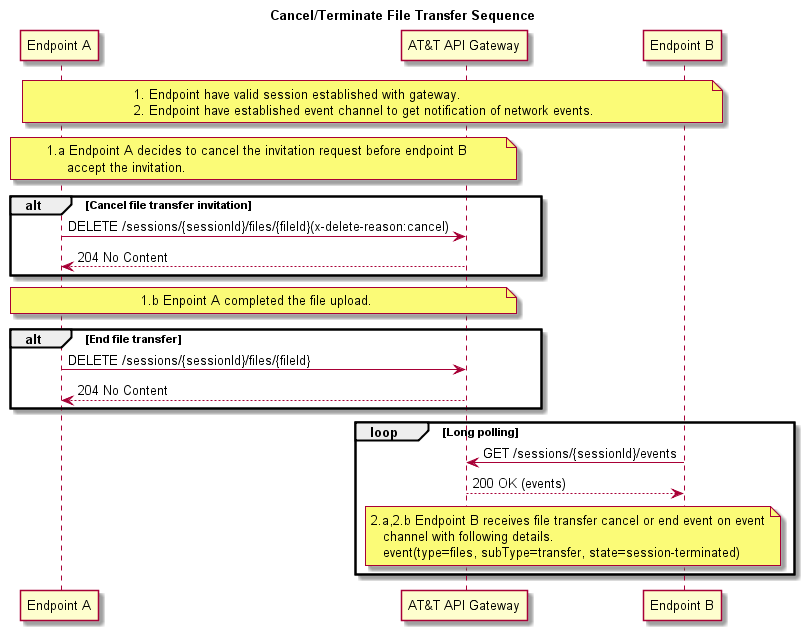 Cancel/Terminate File Transfer Sequence
Endpoint A
AT&T API Gateway
Endpoint B
1. Endpoint have valid session established with gateway.
2. Endpoint have established event channel to get notification of network events.
1.a Endpoint A decides to cancel the invitation request before endpoint B
accept the invitation.
alt [Cancel file transfer invitation]
DELETE /sessions/{sessionId}/files/{fileId}(x-delete-reason:cancel)
204 No Content
1.b Enpoint A completed the file upload.
alt [End file transfer]
DELETE /sessions/{sessionId}/files/{fileId}
204 No Content
loop [Long polling]
GET /sessions/{sessionId}/events
200 OK (events)
2.a,2.b Endpoint B receives file transfer cancel or end event on event
channel with following details.
event(type=files, subType=transfer, state=session-terminated)
Endpoint A
AT&T API Gateway
Endpoint B